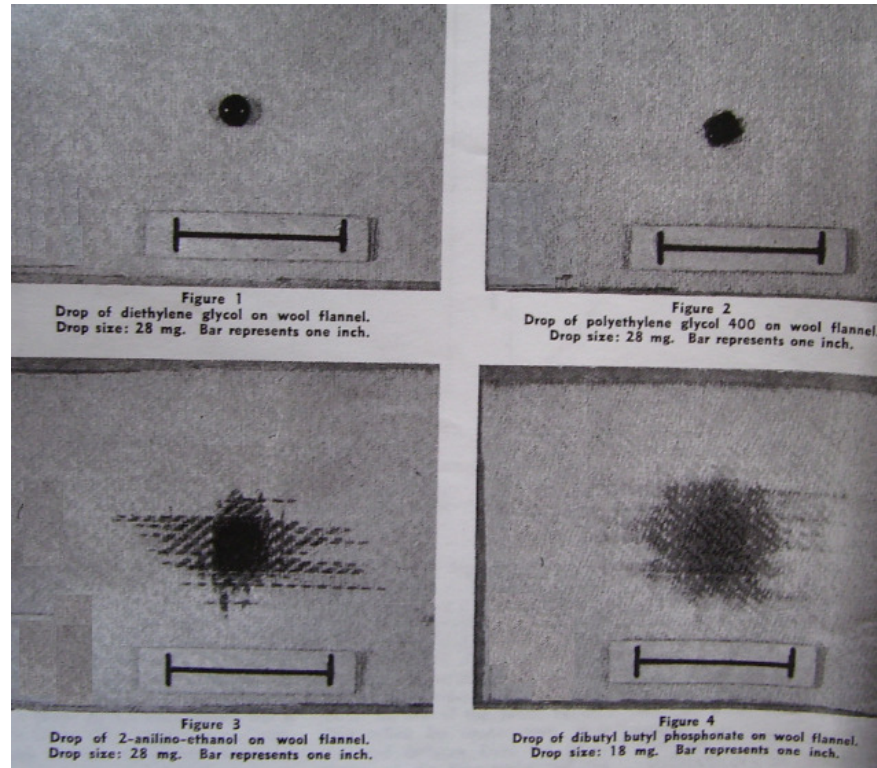 Figure 1
Drop of diethylene glycol on wool flannel.
Drop size: 28 mg. Bar represents one inch.
Figure 2
Drop of polyethylene glycol 400 on wool flannel.
Drop size: 28 mg. Bar represents one inch.
Figure 3
Drop of 2-anilino-ethanol on wool flannel.
Drop size: 28 mg. Bar represents one inch.
Figure 4
Drop of dibutyl butyl phosphonate on wool flannel.
Drop size: 18 mg. Bar represents one inch.